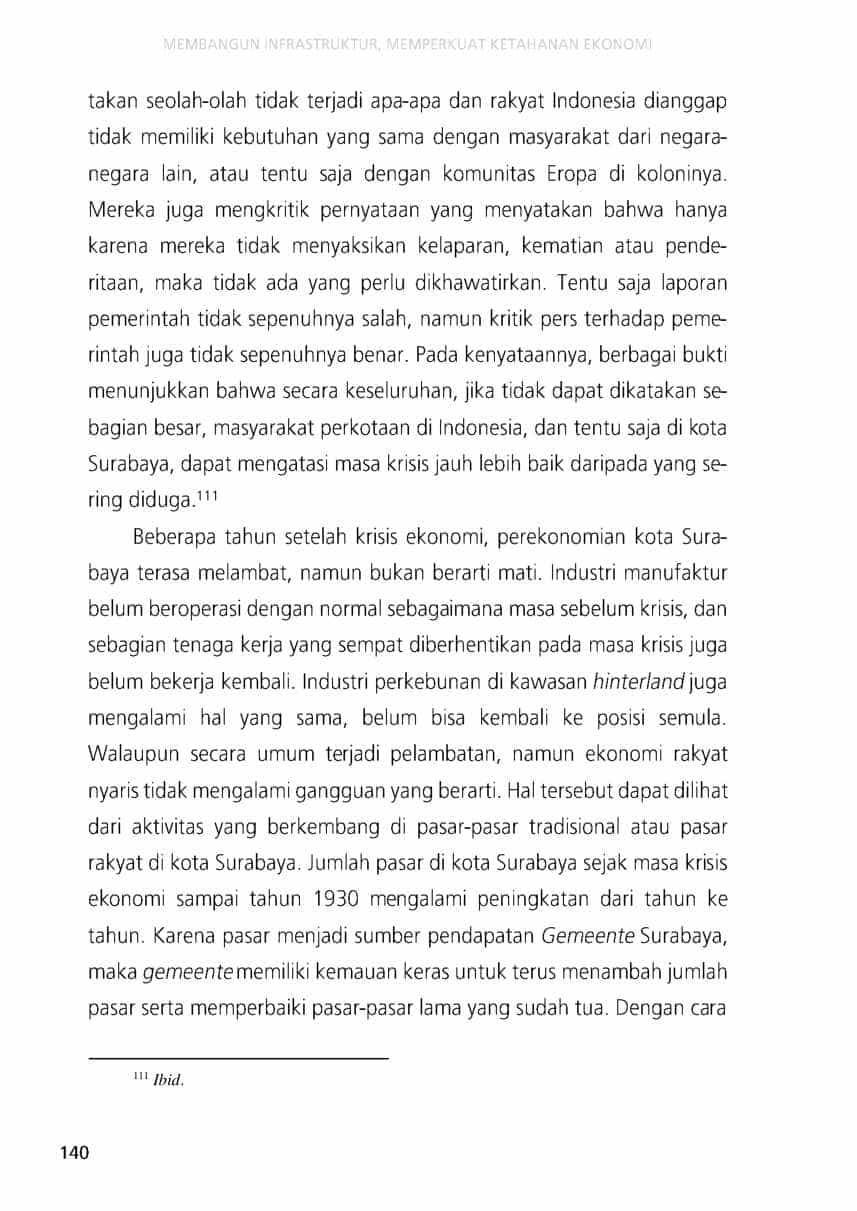 MEMBANGUN INFRASTRUKTUR, MEMPERKUAT KETAHANAN EKONOMI
takan seolah-olah tidak terjadi apa-apa dan rakyat Indonesia dianggap
tidak memiliki kebutuhan yang sama dengan masyarakat dari negara-
negara lain, atau tentu saja dengan komunitas Eropa di koloninya.
Mereka juga mengkritik pernyataan yang menyatakan bahwa hanya
karena mereka tidak menyaksikan kelaparan, kematian atau pende-
ritaan, maka tidak ada yang perlu dikhawatirkan. Tentu saja laporan
pemerintah tidak sepenuhnya salah, namun kritik pers terhadap peme-
rintah juga tidak sepenuhnya benar. Pada kenyataannya, berbagai bukti
menunjukkan bahwa secara keseluruhan, jika tidak dapat dikatakan se-
bagian besar, masyarakat perkotaan di Indonesia, dan tentu saja di kota
Surabaya, dapat mengatasi masa krisis jauh lebih baik daripada yang se-
ring diduga.111
Beberapa tahun setelah krisis ekonomi, perekonomian kota Sura-
baya terasa melambat, namun bukan berarti mati. Industri manufaktur
belum beroperasi dengan normal sebagaimana masa sebelum krisis, dan
sebagian tenaga kerja yang sempat diberhentikan pada masa krisis juga
belum bekerja kembali. Industri perkebunan di kawasan hinterland juga
mengalami hal yang sama, belum bisa kembali ke posisi semula.
Walaupun secara umum terjadi pelambatan, namun ekonomi rakyat
nyaris tidak mengalami gangguan yang berarti. Hal tersebut dapat dilihat
dari aktivitas yang berkembang di pasar-pasar tradisional atau pasar
rakyat di kota Surabaya. Jumlah pasar di kota Surabaya sejak masa krisis
ekonomi sampai tahun 1930 mengalami peningkatan dari tahun ke
tahun. Karena pasar menjadi sumber pendapatan Gemeente Surabaya,
maka gemeente memiliki kemauan keras untuk terus menambah jumlah
pasar serta memperbaiki pasar-pasar lama yang sudah tua. Dengan cara
111 Ibid.
140